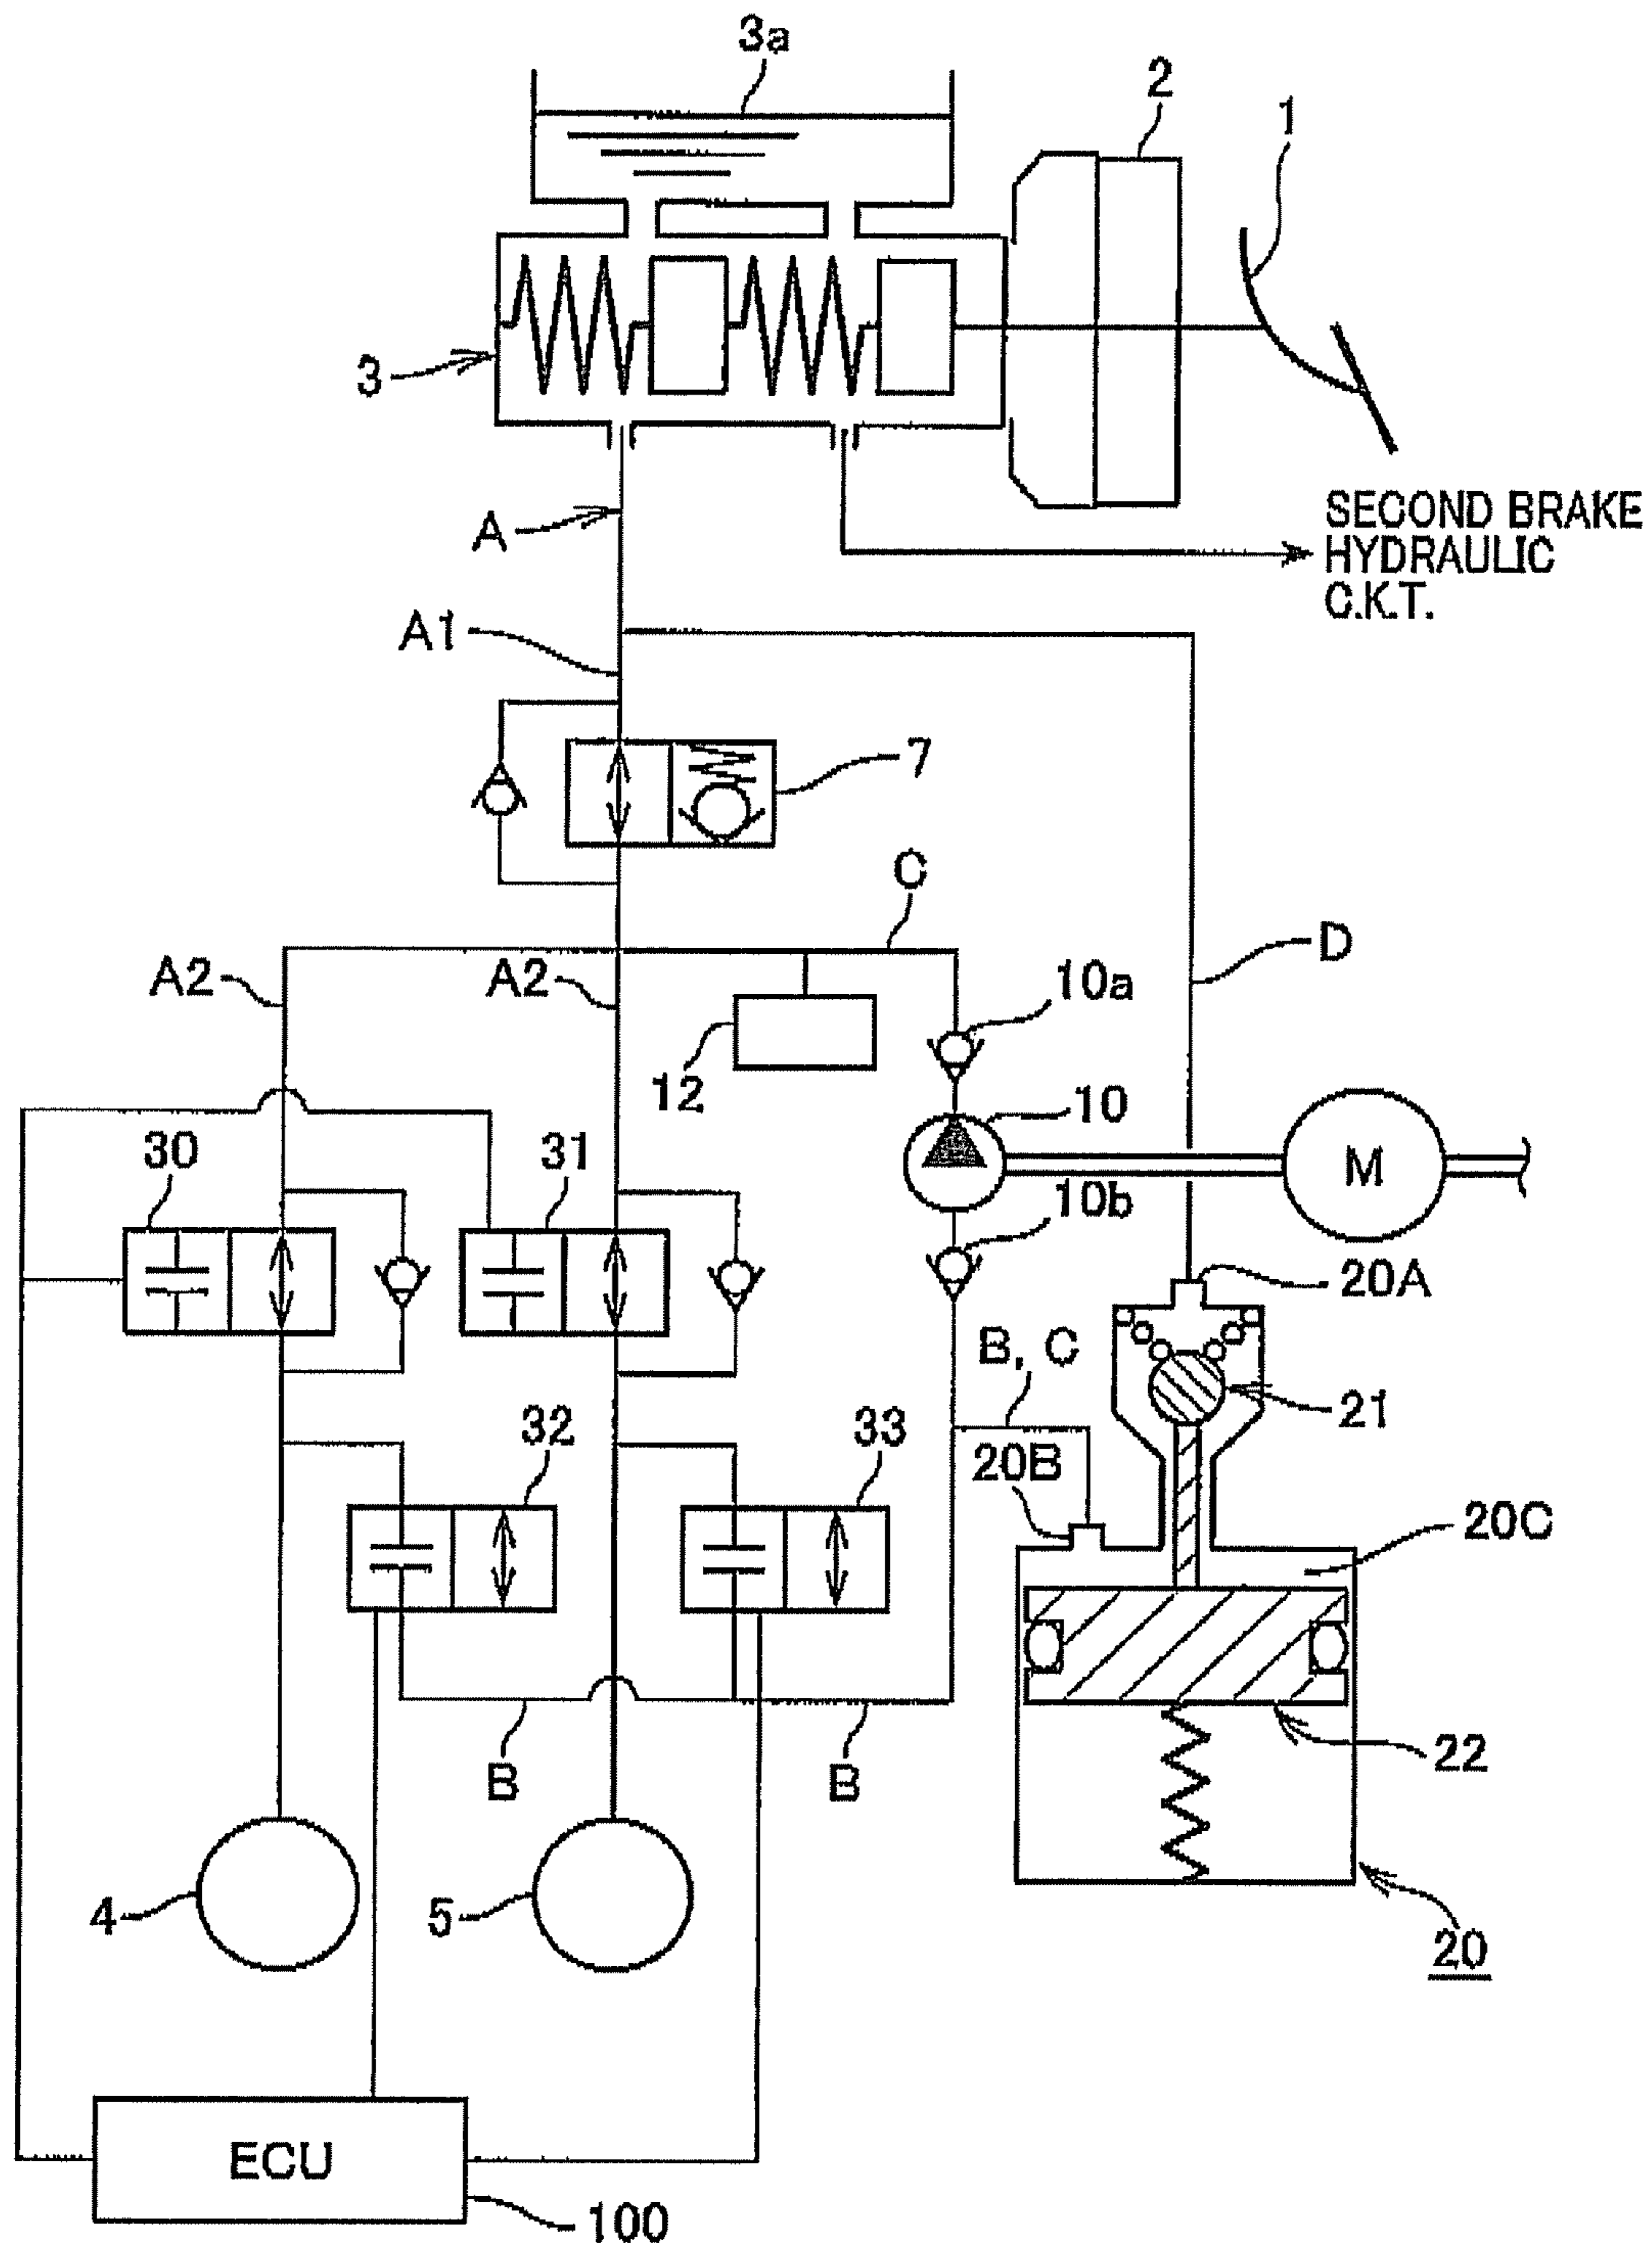 3a
2
1
3
A
SECOND BRAKE
HYDRAULIC
C.K.T.
A1
7
C
D
A2
A2
10a
12
10
30
31
M
10b
20A
B, C
21
32
33
20B
20C
B
B
22
4
5
20
ECU
100